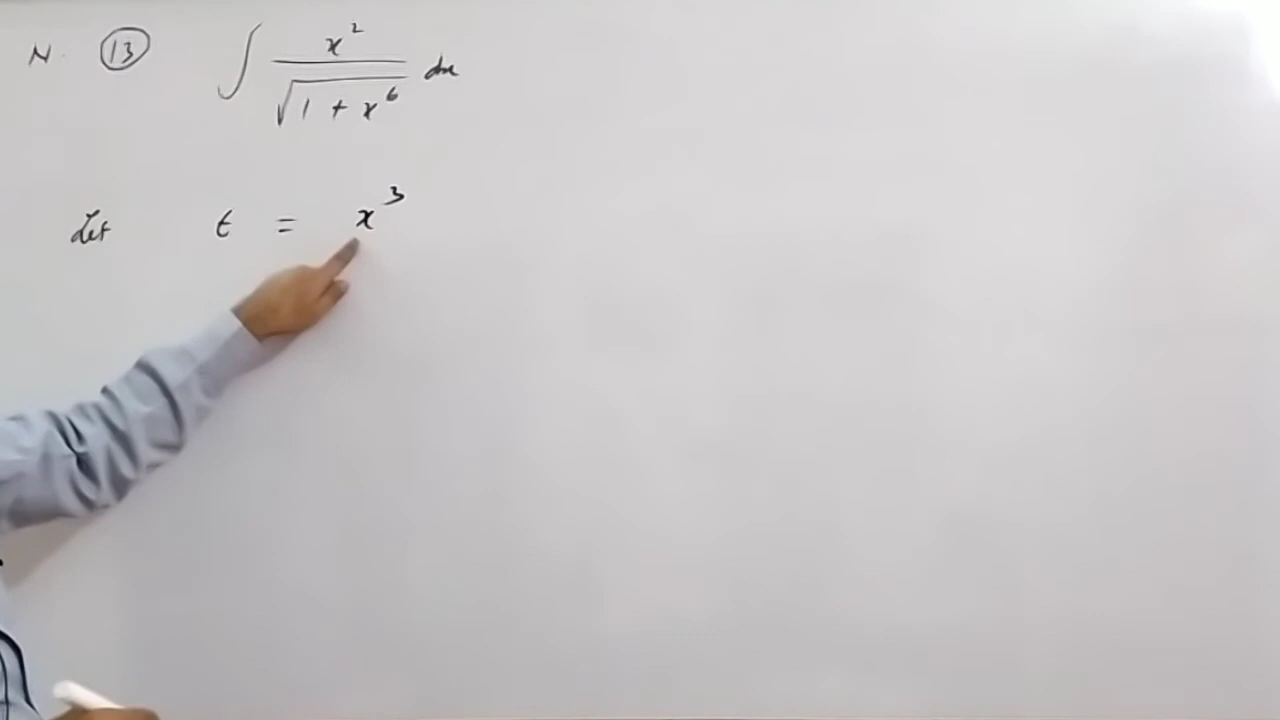 N. 13 ∫ x² / √(1 + x⁶) dx
Let t = x³